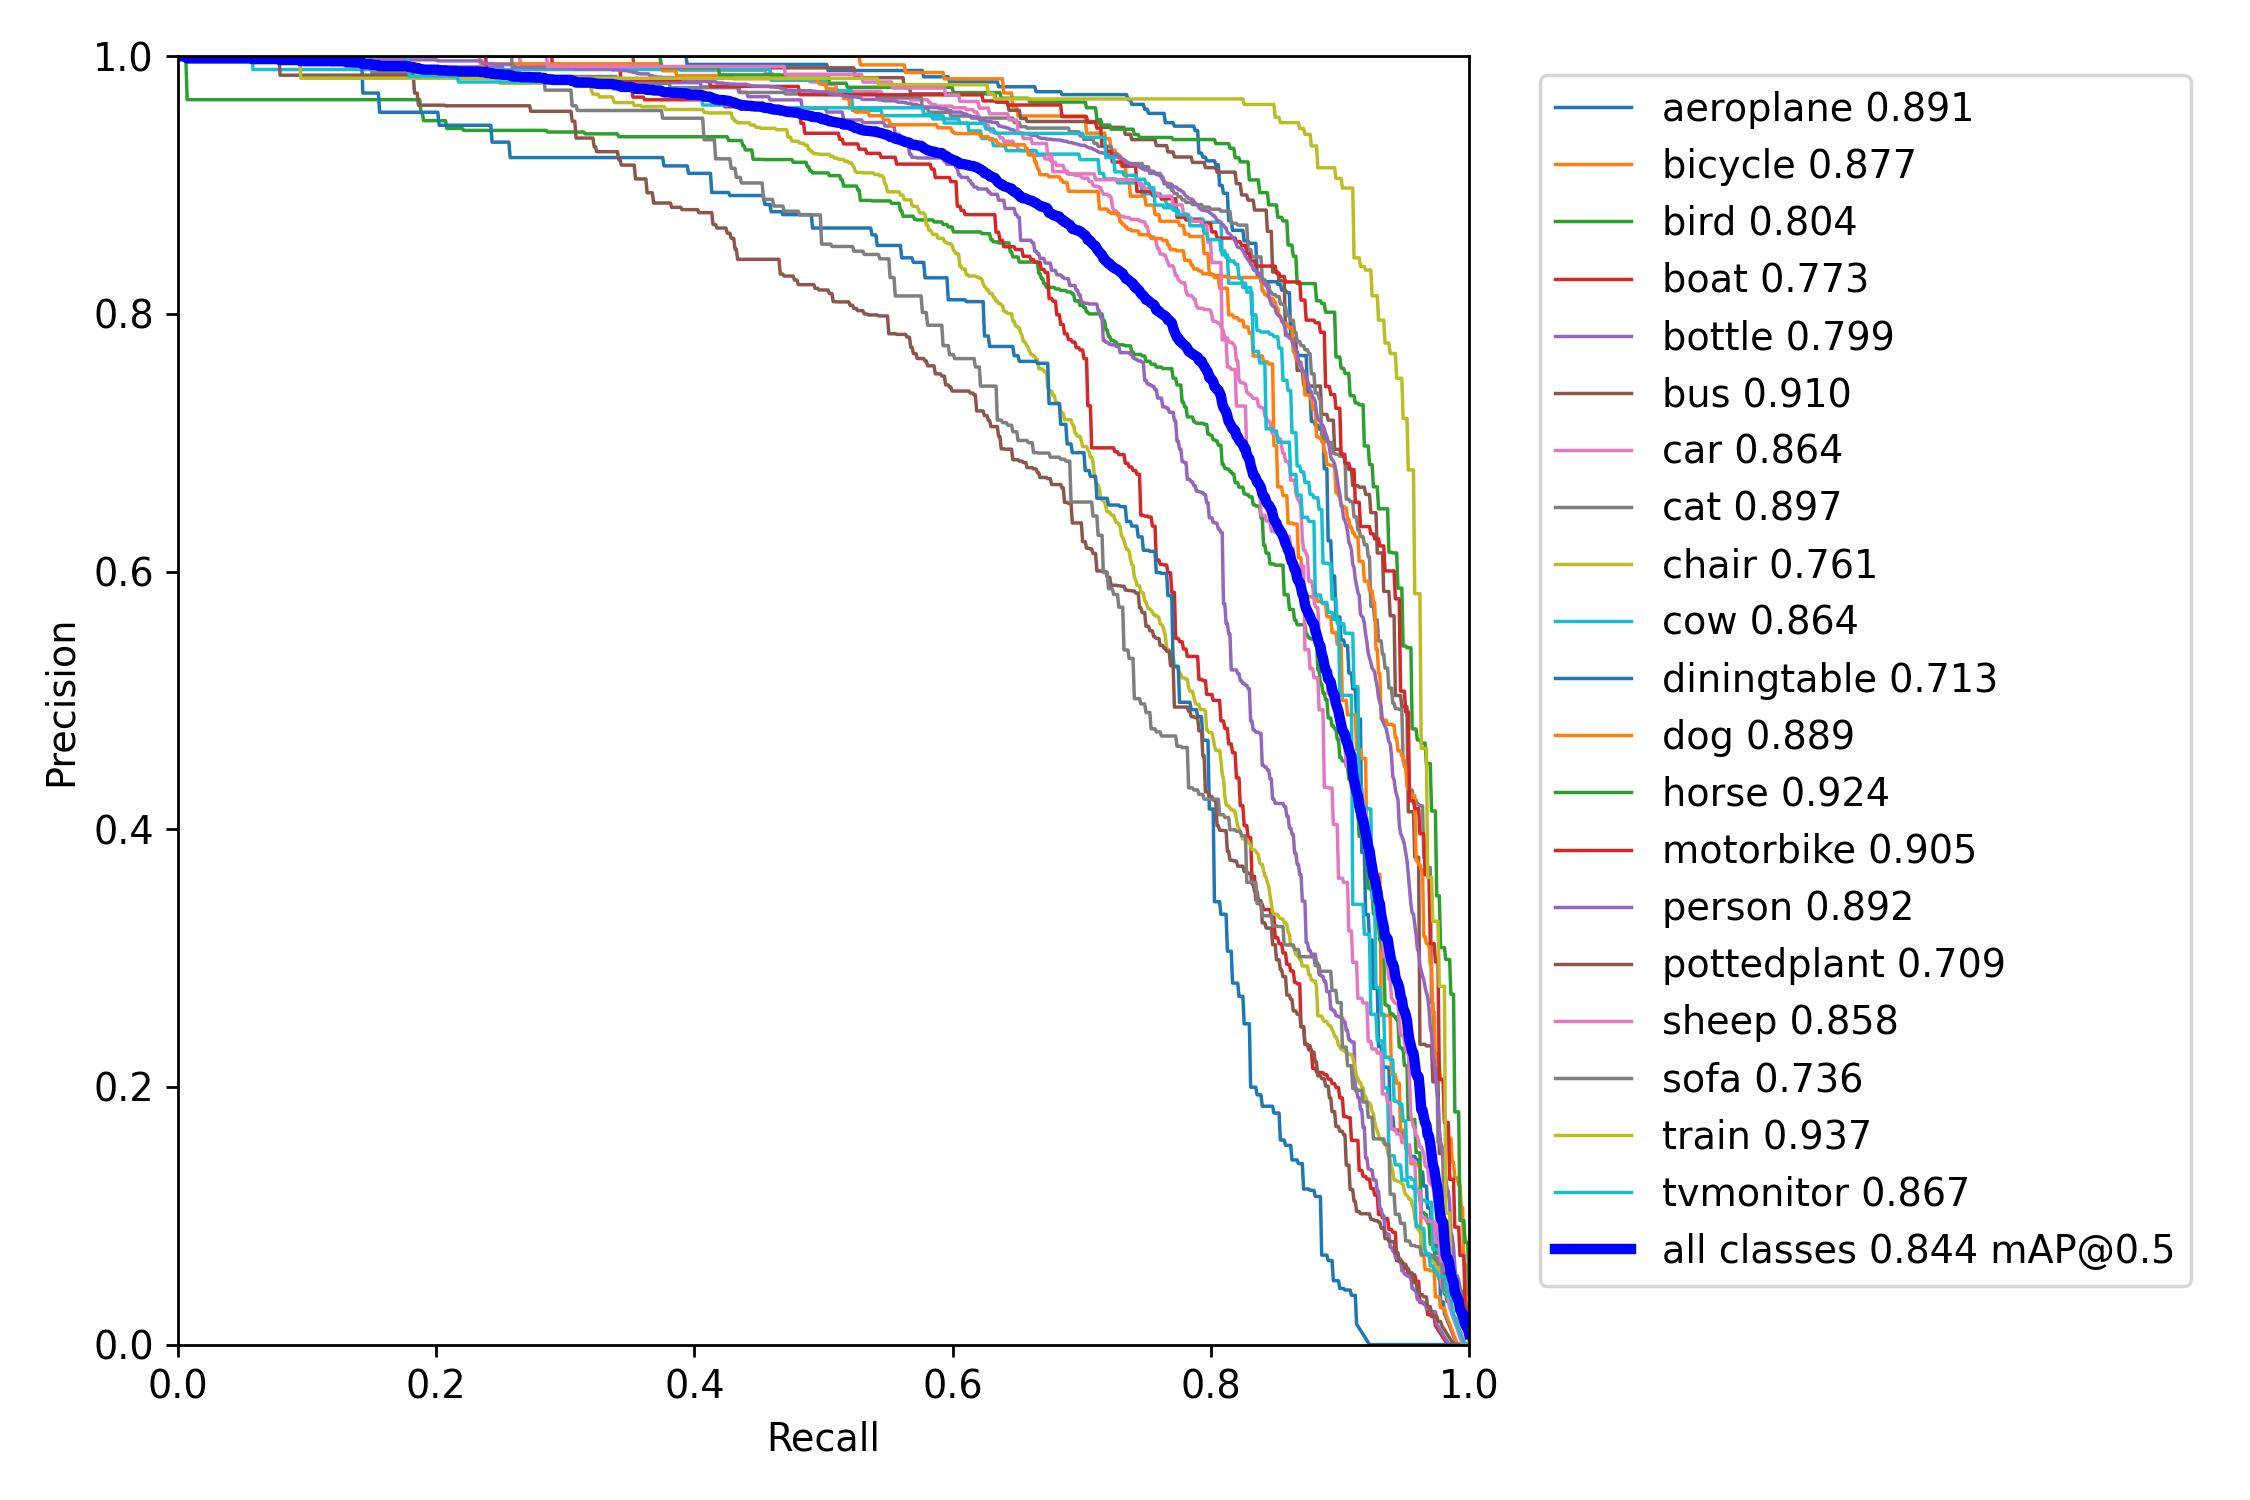 1.0
0.8
0.6
0.4
0.2
0.0
Precision
0.0 0.2 0.4 0.6 0.8 1.0
Recall
aeroplane 0.891
bicycle 0.877
bird 0.804
boat 0.773
bottle 0.799
bus 0.910
car 0.864
cat 0.897
chair 0.761
cow 0.864
diningtable 0.713
dog 0.889
horse 0.924
motorbike 0.905
person 0.892
pottedplant 0.709
sheep 0.858
sofa 0.736
train 0.937
tvmonitor 0.867
all classes 0.844 mAP@0.5